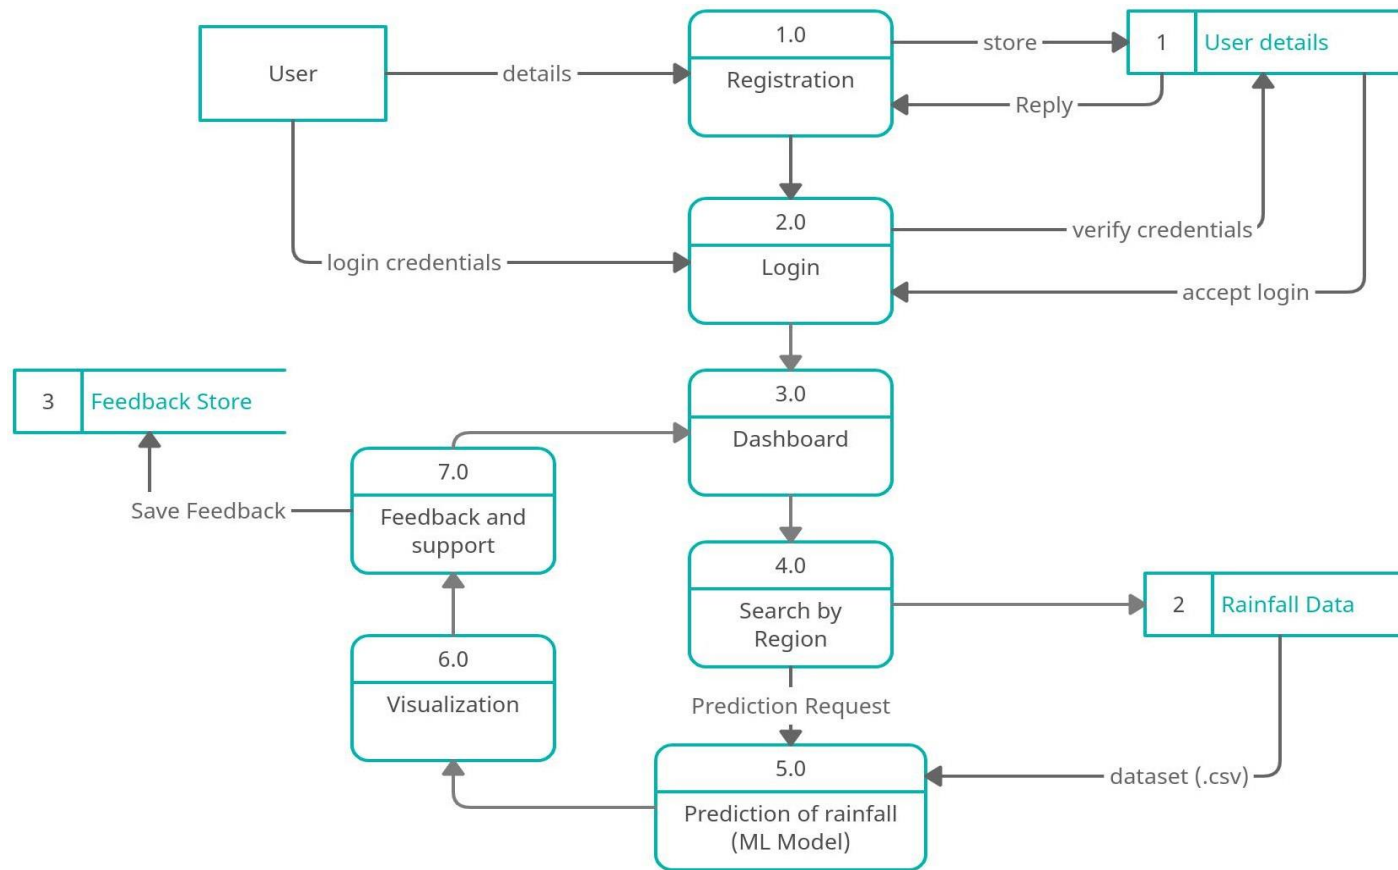 1.0
store
1
User details
User
details
Registration
Reply
2.0
verify credentials
login credentials
Login
accept login
3
Feedback Store
3.0
Dashboard
7.0
Save Feedback
Feedback and
support
4.0
Search by
Region
2
Rainfall Data
6.0
Visualization
Prediction Request
5.0
dataset (.csv)
Prediction of rainfall
(ML Model)